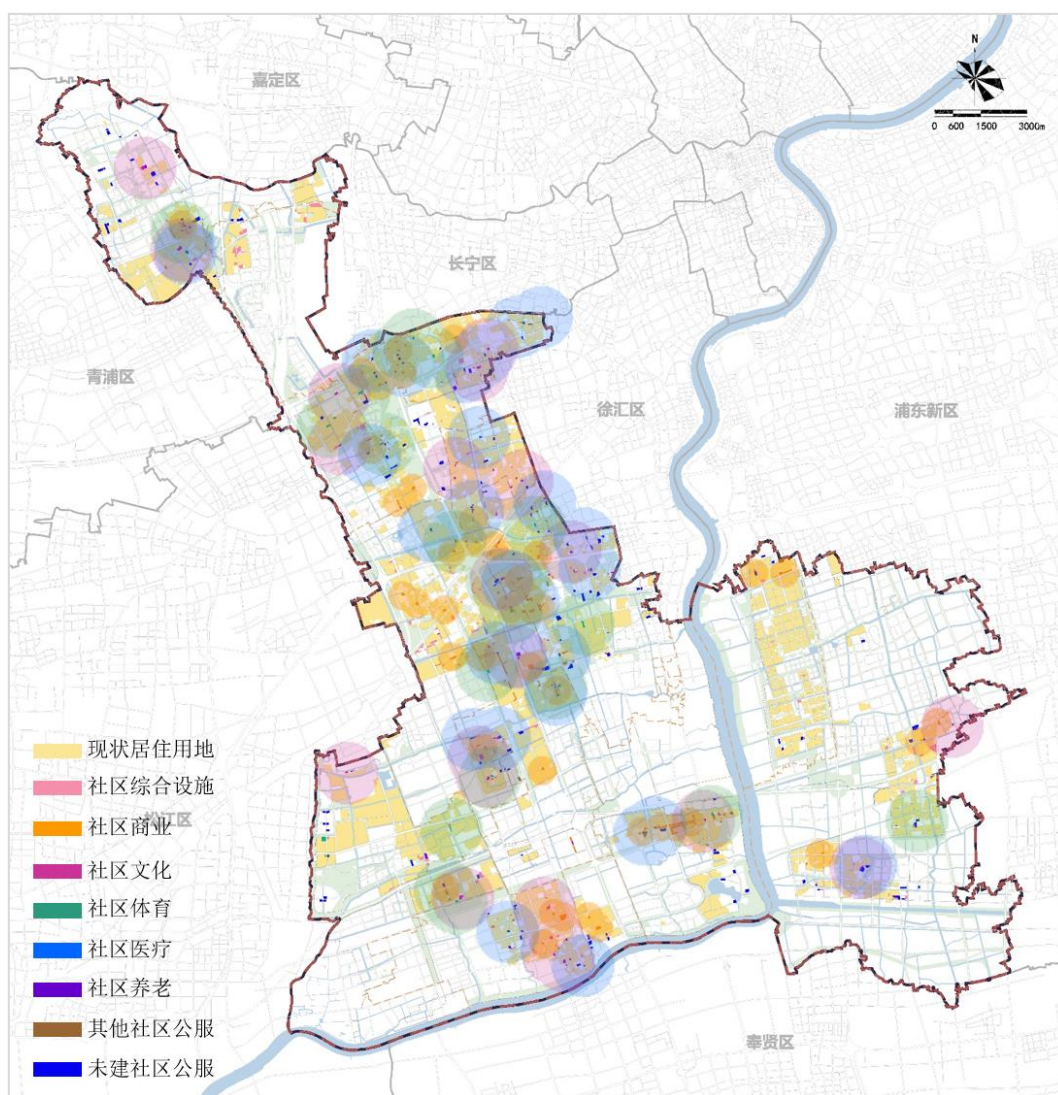 嘉定区
N
0 600 1500 3000m
长宁区
青浦区
徐汇区
浦东新区
现状居住用地
社区综合设施
松江区
社区商业
社区文化
社区体育
社区医疗
社区养老
其他社区公服
未建社区公服
奉贤区